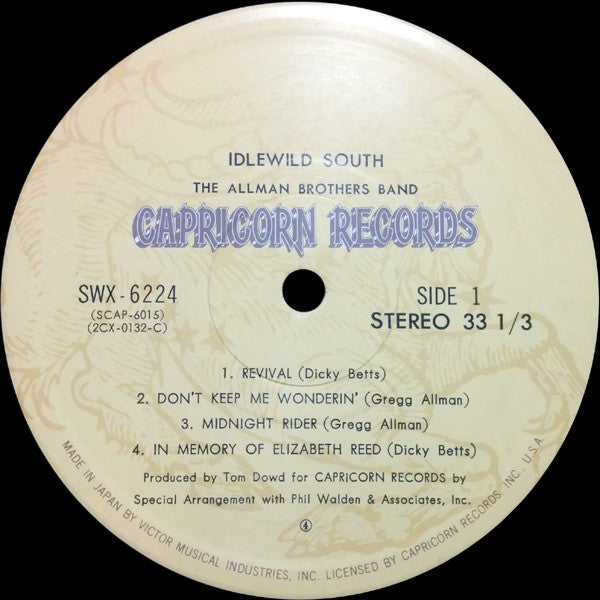 IDLEWILD SOUTH
THE ALLMAN BROTHERS BAND
CAPRICORN RECORDS
SWX-6224
(SCAP-6015)
(2CX-0132-C)
SIDE 1
STEREO 33 1/3
1. REVIVAL (Dicky Betts)
2. DON'T KEEP ME WONDERIN' (Gregg Allman)
3. MIDNIGHT RIDER (Gregg Allman)
4. IN MEMORY OF ELIZABETH REED (Dicky Betts)
Produced by Tom Dowd for CAPRICORN RECORDS by
Special Arrangement with Phil Walden & Associates, Inc.
④
MADE IN JAPAN BY VICTOR MUSICAL INDUSTRIES, INC. LICENSED BY CAPRICORN RECORDS, INC., U.S.A.